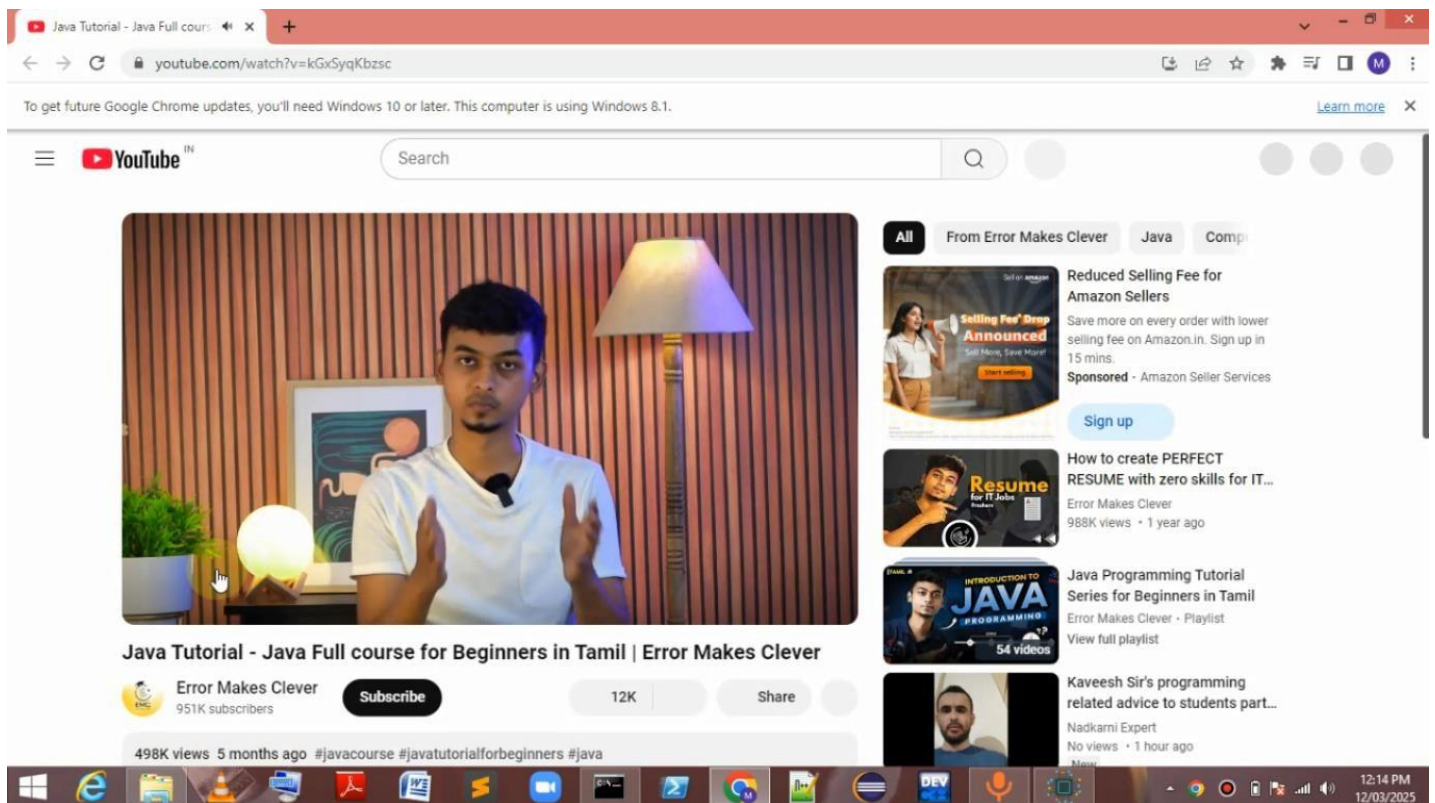 Java Tutorial - Java Full cours
youtube.com/watch?v=kGxSyqKbzsc
M
To get future Google Chrome updates, you'll need Windows 10 or later. This computer is using Windows 8.1.
Learn more
YouTube IN
Search
All
From Error Makes Clever
Java
Comp
Sell on amazon
Selling Fee Drop
Announced
Sell More, Save More!
Start selling
Reduced Selling Fee for
Amazon Sellers
Save more on every order with lower
selling fee on Amazon.in. Sign up in
15 mins.
Sponsored · Amazon Seller Services
Sign up
Resume
for IT Jobs
Freshers
How to create PERFECT
RESUME with zero skills for IT...
Error Makes Clever
988K views · 1 year ago
INTRODUCTION TO
JAVA
PROGRAMMING
54 videos
Java Programming Tutorial
Series for Beginners in Tamil
Error Makes Clever · Playlist
View full playlist
Kaveesh Sir's programming
related advice to students part...
Nadkarni Expert
No views · 1 hour ago
New
Java Tutorial - Java Full course for Beginners in Tamil | Error Makes Clever
EMC
Error Makes Clever
951K subscribers
Subscribe
12K
Share
498K views 5 months ago #javacourse #javatutorialforbeginners #java
DEV
12:14 PM
12/03/2025